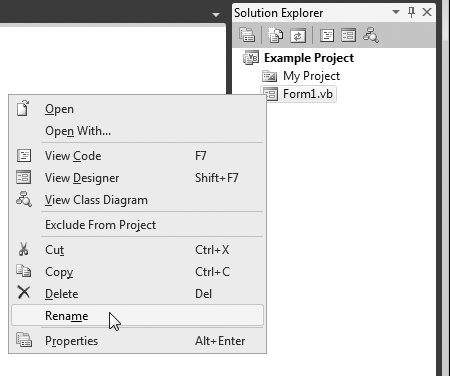 Solution Explorer
Example Project
My Project
Form1.vb
Open
Open With...
View Code F7
View Designer Shift+F7
View Class Diagram
Exclude From Project
Cut Ctrl+X
Copy Ctrl+C
Delete Del
Rename
Properties Alt+Enter